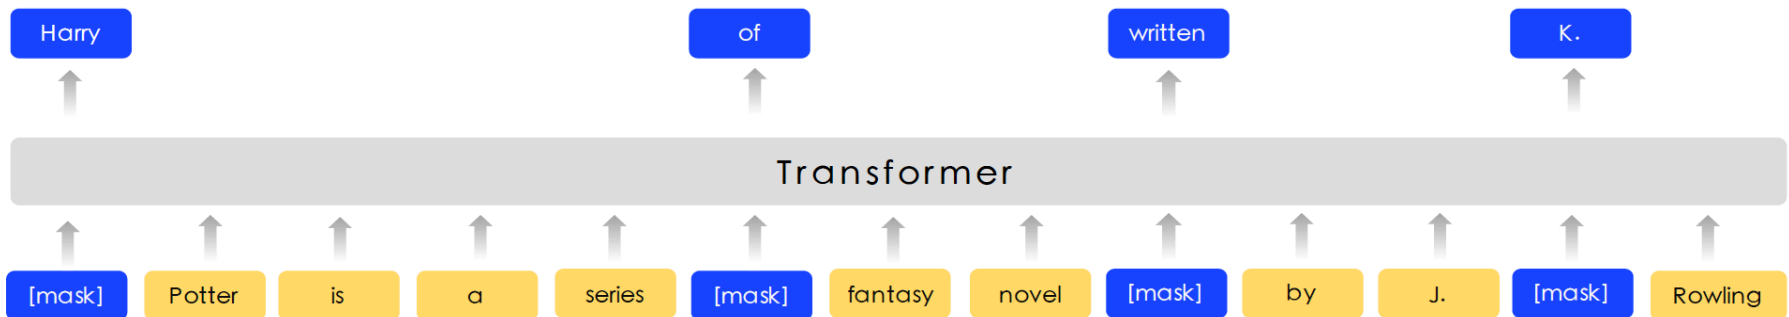 Harry of written K.
Transformer
[mask] Potter is a series [mask] fantasy novel [mask] by J. [mask] Rowling